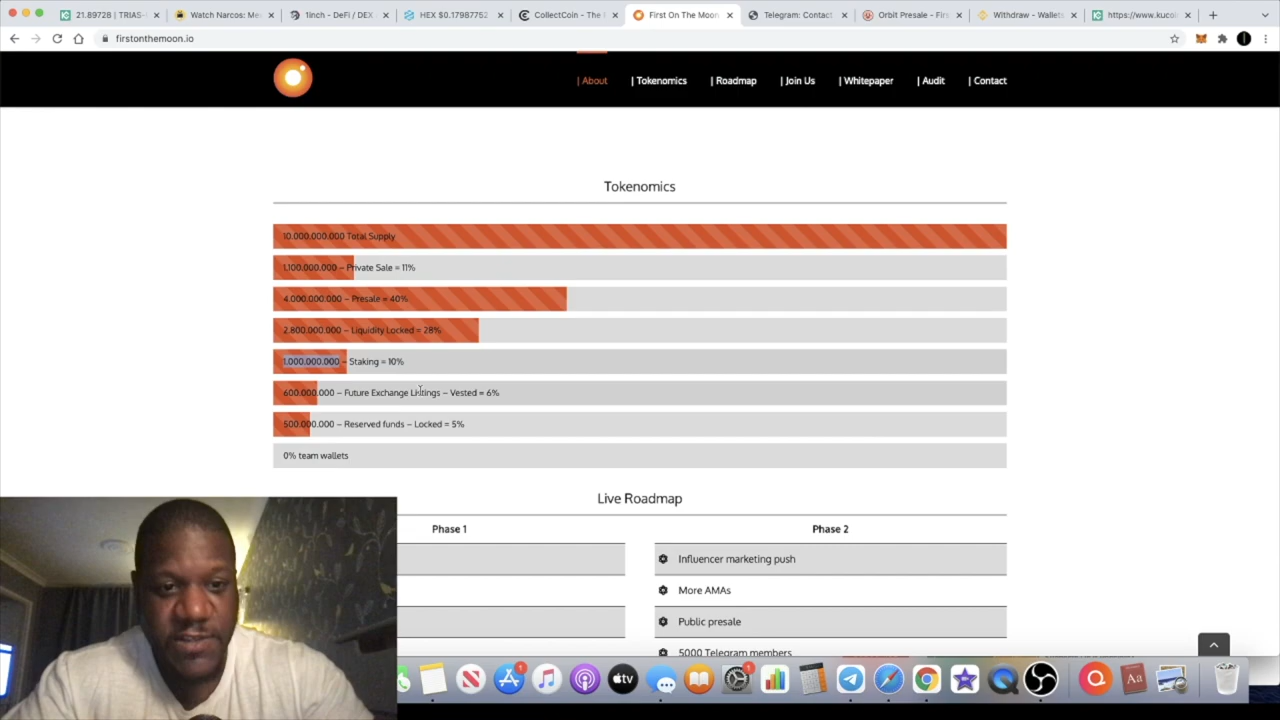 21.89728 | TRIAS-
Watch Narcos: Me
1inch - DeFi / DEX
HEX $0.17987752
CollectCoin - The
First On The Moon
Telegram: Contact
Orbit Presale - Firs
Withdraw - Wallets
https://www.kuco
firstonthemoon.io
| About
| Tokenomics
| Roadmap
| Join Us
| Whitepaper
| Audit
| Contact
Tokenomics
10.000.000.000 Total Supply
1.100.000.000 – Private Sale = 11%
4.000.000.000 – Presale = 40%
2.800.000.000 – Liquidity Locked = 28%
1.000.000.000 – Staking = 10%
600.000.000 – Future Exchange Listings – Vested = 6%
500.000.000 – Reserved funds – Locked = 5%
0% team wallets
Live Roadmap
Phase 1
Phase 2
Influencer marketing push
More AMAs
Public presale
5000 Telegram members
tv
Aa